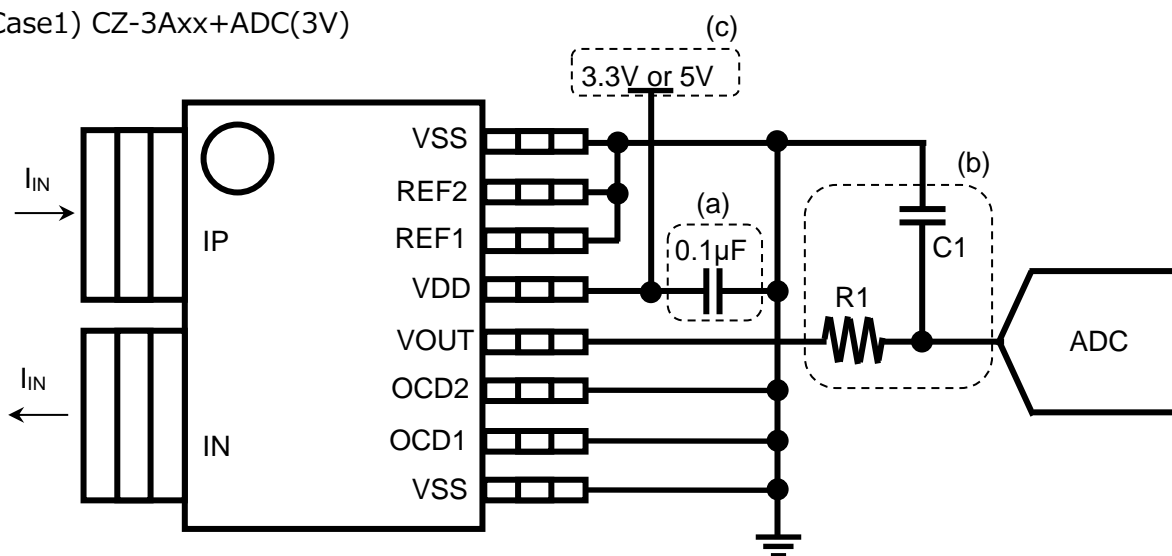 Case1) CZ-3Axx+ADC(3V)
(c)
3.3V or 5V
VSS
REF2
REF1
VDD
VOUT
OCD2
OCD1
VSS
IIN
IP
IIN
IN
(a)
0.1µF
(b)
C1
R1
ADC